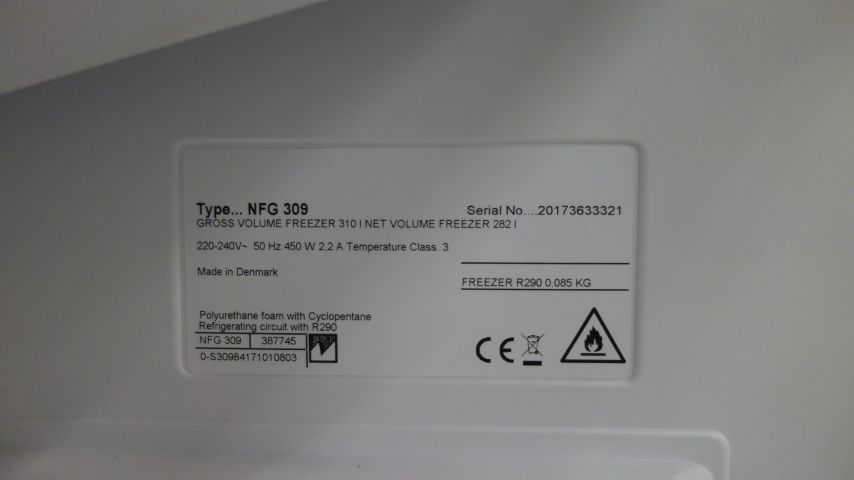 Type... NFG 309
Serial No....20173633321
GROSS VOLUME FREEZER 310 l NET VOLUME FREEZER 282 l
220-240V~ 50 Hz 450 W 2,2 A Temperature Class. 3
Made in Denmark
FREEZER R290 0.085 KG
Polyurethane foam with Cyclopentane
Refrigerating circuit with R290
NFG 309 387745
0-S30984171010803
CE